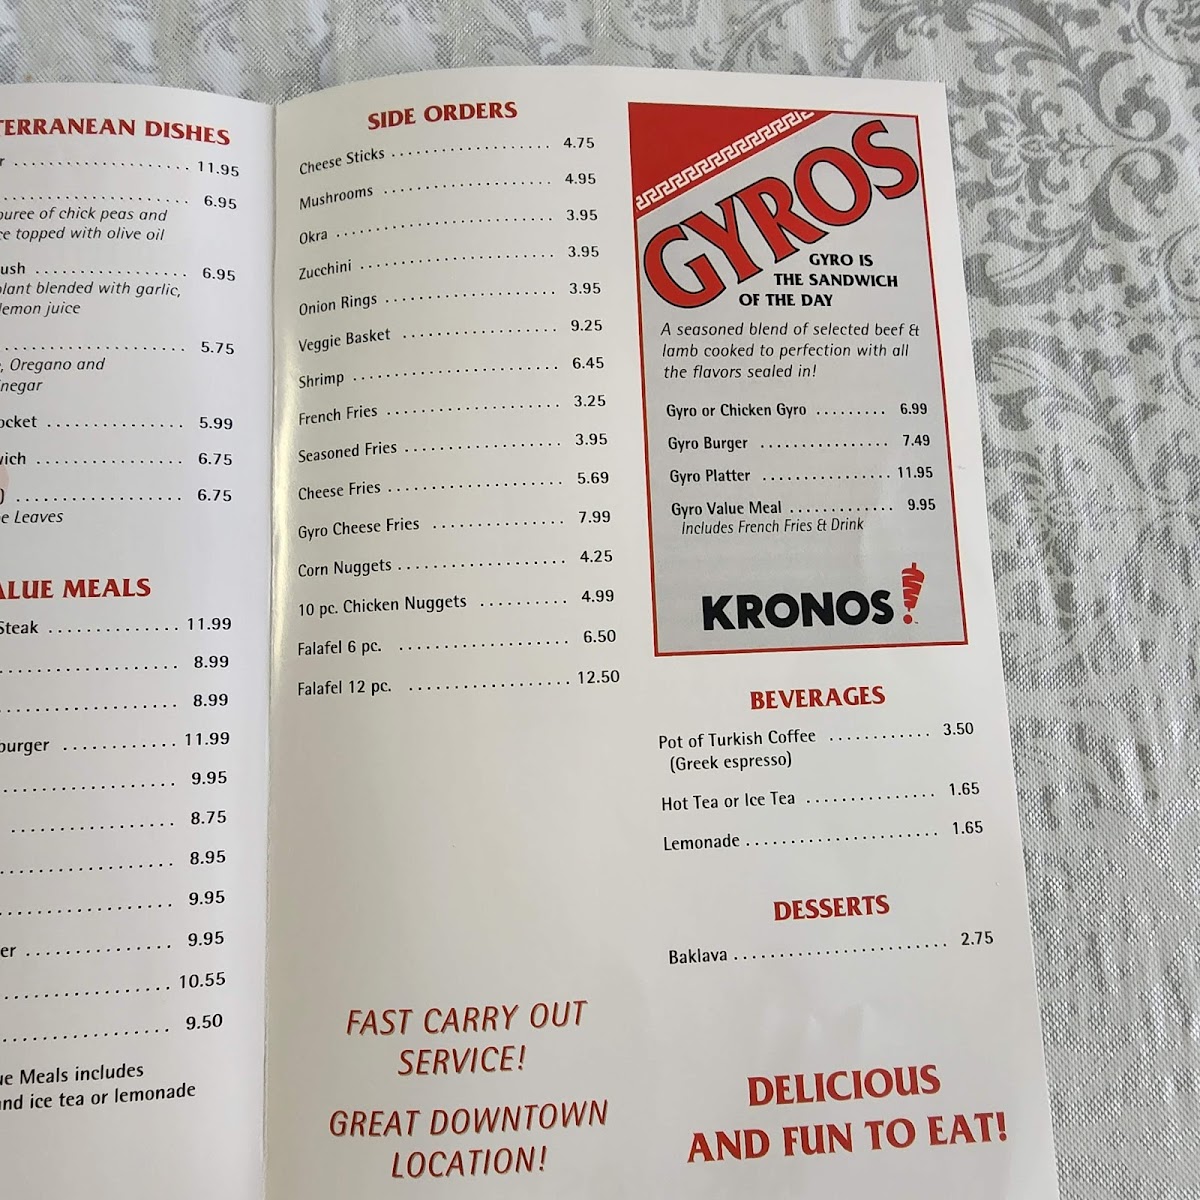 TERRANEAN DISHES
r .................... 11.95
.................... 6.95
puree of chick peas and
ce topped with olive oil
ush ................. 6.95
plant blended with garlic,
lemon juice
.................... 5.75
, Oregano and
inegar
ocket ............... 5.99
wich ................ 6.75
) .................. 6.75
e Leaves
ALUE MEALS
Steak .............. 11.99
................... 8.99
................... 8.99
burger ............ 11.99
................... 9.95
................... 8.75
................... 8.95
................... 9.95
er ................ 9.95
.................. 10.55
................... 9.50
ue Meals includes
and ice tea or lemonade
SIDE ORDERS
Cheese Sticks ................... 4.75
Mushrooms .................... 4.95
Okra ......................... 3.95
Zucchini ....................... 3.95
Onion Rings .................... 3.95
Veggie Basket .................. 9.25
Shrimp ........................ 6.45
French Fries .................... 3.25
Seasoned Fries .................. 3.95
Cheese Fries .................... 5.69
Gyro Cheese Fries ............... 7.99
Corn Nuggets ................... 4.25
10 pc. Chicken Nuggets .......... 4.99
Falafel 6 pc. .................... 6.50
Falafel 12 pc. ................... 12.50
FAST CARRY OUT
SERVICE!
GREAT DOWNTOWN
LOCATION!
GYROS
GYRO IS
THE SANDWICH
OF THE DAY
A seasoned blend of selected beef &
lamb cooked to perfection with all
the flavors sealed in!
Gyro or Chicken Gyro ......... 6.99
Gyro Burger ................ 7.49
Gyro Platter ................ 11.95
Gyro Value Meal ............. 9.95
Includes French Fries & Drink
KRONOS
BEVERAGES
Pot of Turkish Coffee ............ 3.50
(Greek espresso)
Hot Tea or Ice Tea ............... 1.65
Lemonade ...................... 1.65
DESSERTS
Baklava ......................... 2.75
DELICIOUS
AND FUN TO EAT!